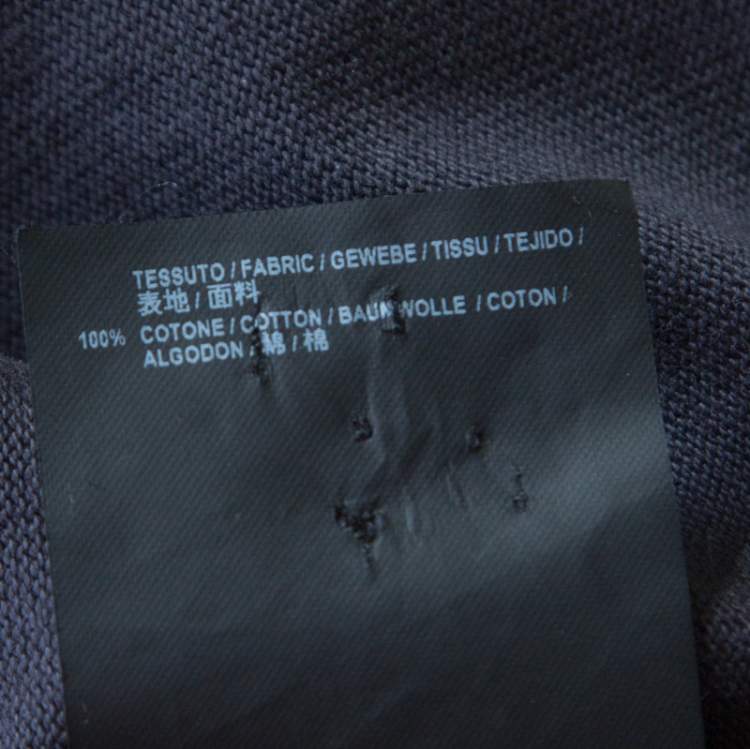 TESSUTO / FABRIC / GEWEBE / TISSU / TEJIDO /
表地 / 面料
100% COTONE / COTTON / BAUMWOLLE / COTON /
ALGODON / 綿 / 棉